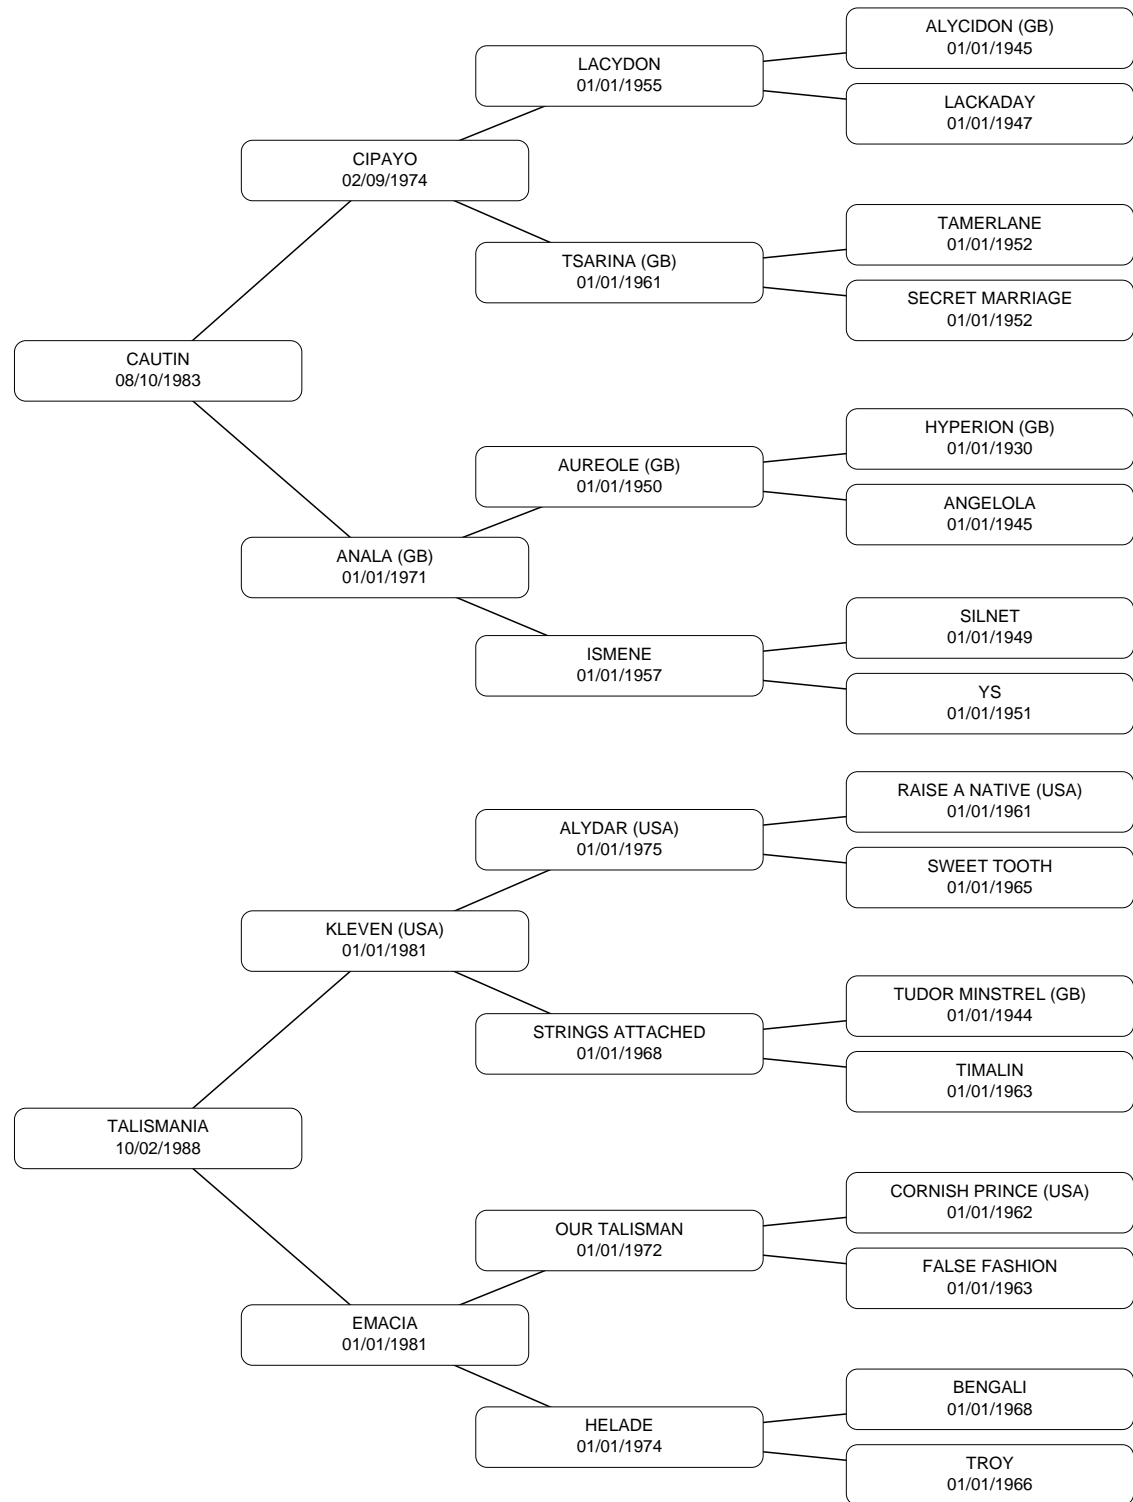 ALYCIDON (GB)
01/01/1945
LACYDON
01/01/1955
LACKADAY
01/01/1947
CIPAYO
02/09/1974
TAMERLANE
01/01/1952
TSARINA (GB)
01/01/1961
SECRET MARRIAGE
01/01/1952
CAUTIN
08/10/1983
HYPERION (GB)
01/01/1930
AUREOLE (GB)
01/01/1950
ANGELOLA
01/01/1945
ANALA (GB)
01/01/1971
SILNET
01/01/1949
ISMENE
01/01/1957
YS
01/01/1951
RAISE A NATIVE (USA)
01/01/1961
ALYDAR (USA)
01/01/1975
SWEET TOOTH
01/01/1965
KLEVEN (USA)
01/01/1981
TUDOR MINSTREL (GB)
01/01/1944
STRINGS ATTACHED
01/01/1968
TIMALIN
01/01/1963
TALISMANIA
10/02/1988
CORNISH PRINCE (USA)
01/01/1962
OUR TALISMAN
01/01/1972
FALSE FASHION
01/01/1963
EMACIA
01/01/1981
BENGALI
01/01/1968
HELADE
01/01/1974
TROY
01/01/1966